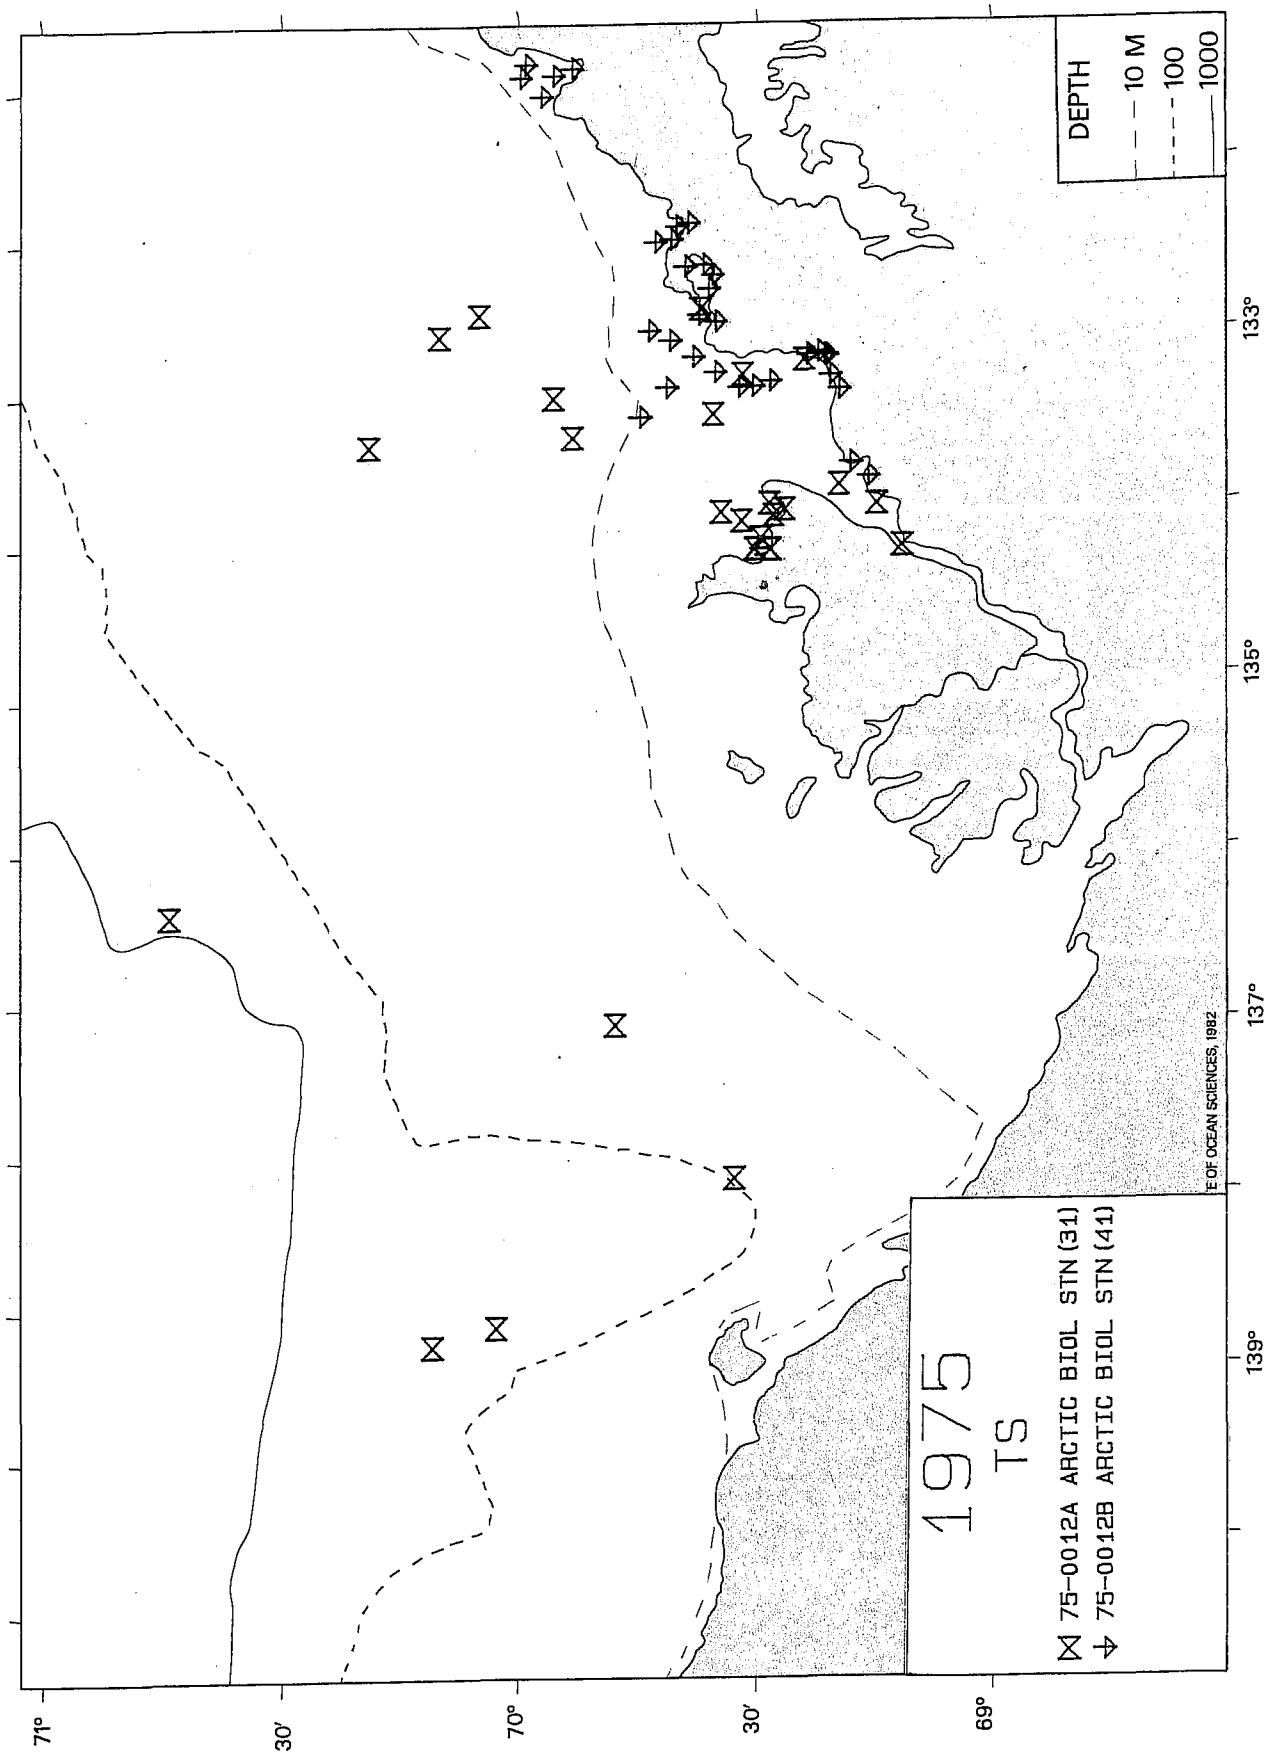 1975
TS
75-0012A ARCTIC BIOL STN (31)
75-0012B ARCTIC BIOL STN (41)
DEPTH
10 M
100
1000
E OF OCEAN SCIENCES, 1982
71°
30'
70°
30'
69°
139°
137°
135°
133°